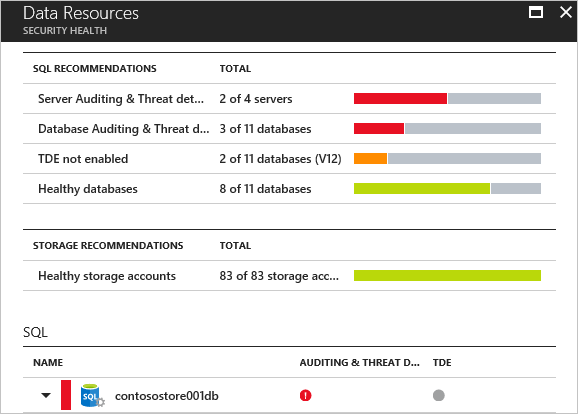 Data Resources
SECURITY HEALTH
SQL RECOMMENDATIONS TOTAL
Server Auditing & Threat det... 2 of 4 servers
Database Auditing & Threat d... 3 of 11 databases
TDE not enabled 2 of 11 databases (V12)
Healthy databases 8 of 11 databases
STORAGE RECOMMENDATIONS TOTAL
Healthy storage accounts 83 of 83 storage acc...
SQL
NAME AUDITING & THREAT D... TDE
SQL contosostore001db